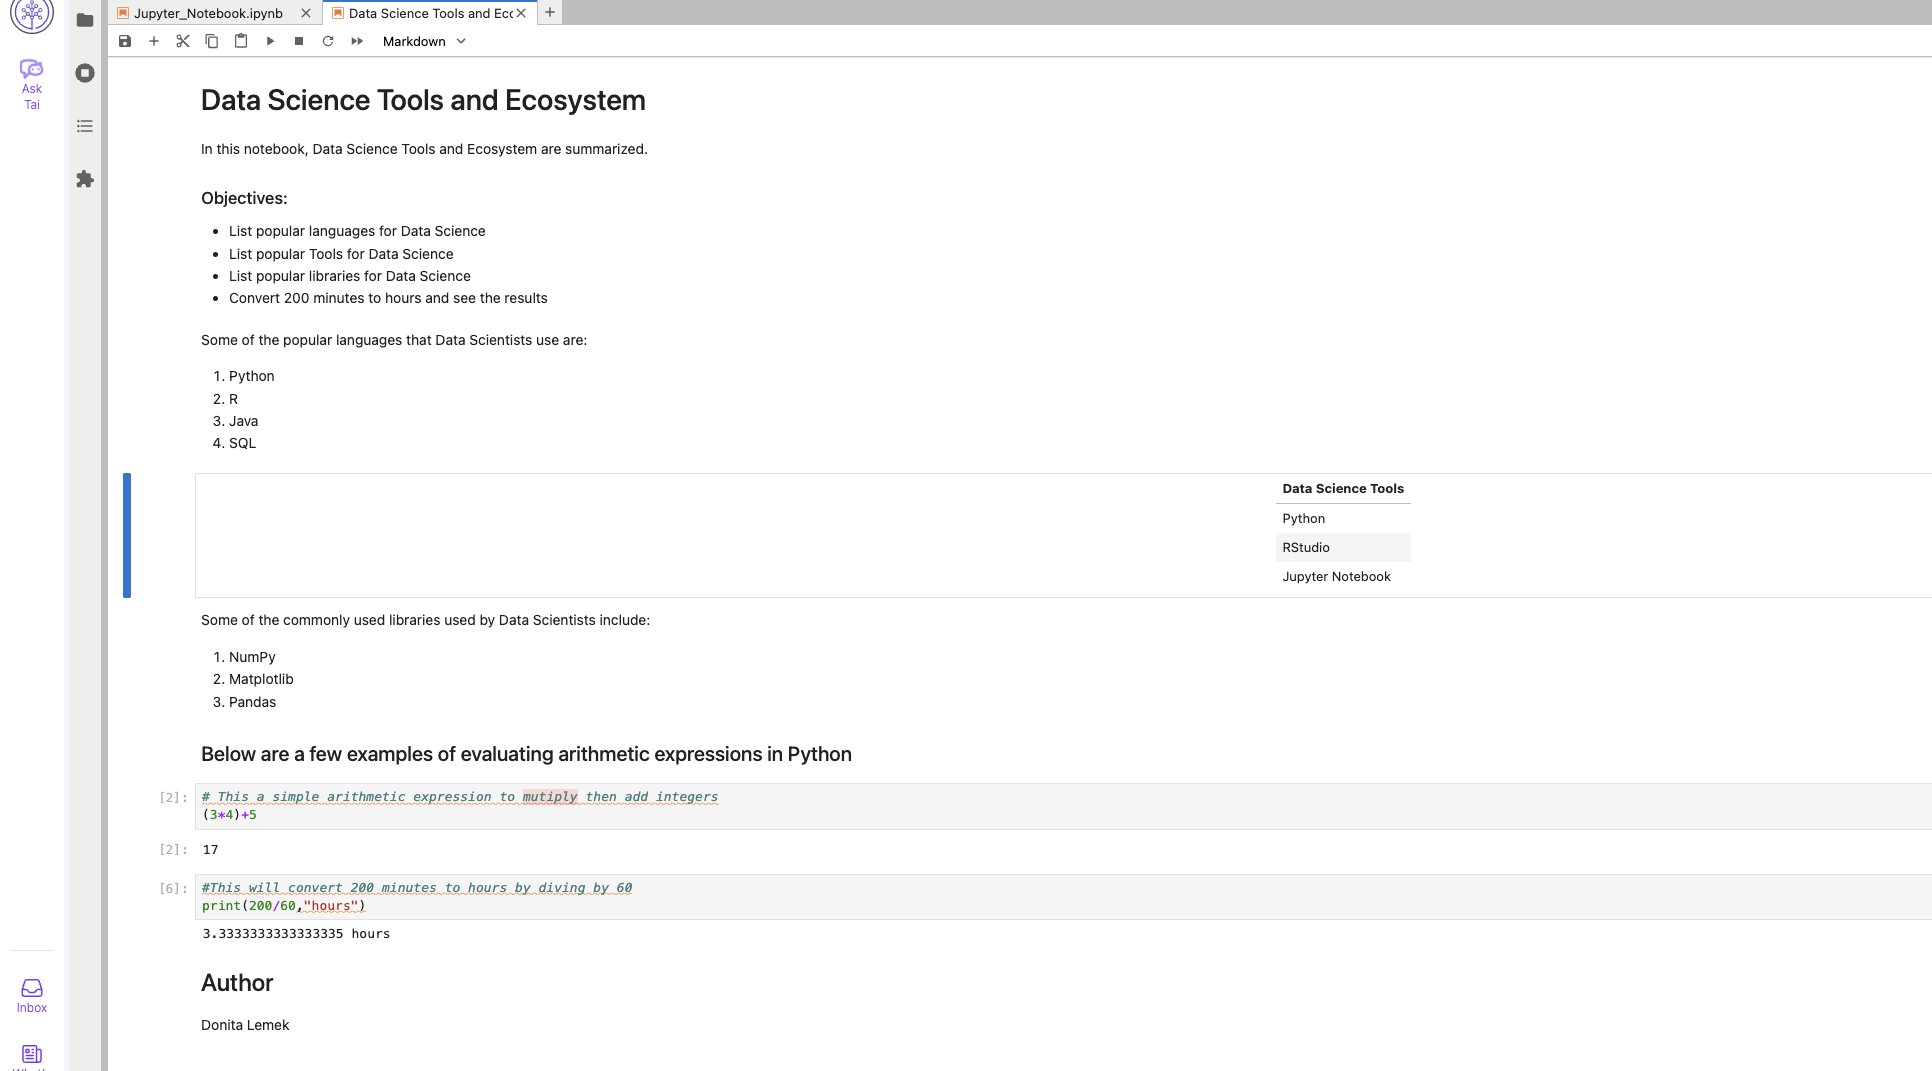 Jupyter_Notebook.ipynb
Data Science Tools and Ecc
Markdown
Ask
Tai
Data Science Tools and Ecosystem
In this notebook, Data Science Tools and Ecosystem are summarized.
Objectives:
• List popular languages for Data Science
• List popular Tools for Data Science
• List popular libraries for Data Science
• Convert 200 minutes to hours and see the results
Some of the popular languages that Data Scientists use are:
1. Python
2. R
3. Java
4. SQL
Data Science Tools
Python
RStudio
Jupyter Notebook
Some of the commonly used libraries used by Data Scientists include:
1. NumPy
2. Matplotlib
3. Pandas
Below are a few examples of evaluating arithmetic expressions in Python
[2]: # This a simple arithmetic expression to mutiply then add integers
(3*4)+5
[2]: 17
[6]: #This will convert 200 minutes to hours by diving by 60
print(200/60,"hours")
3.3333333333333335 hours
Author
Donita Lemek
Inbox